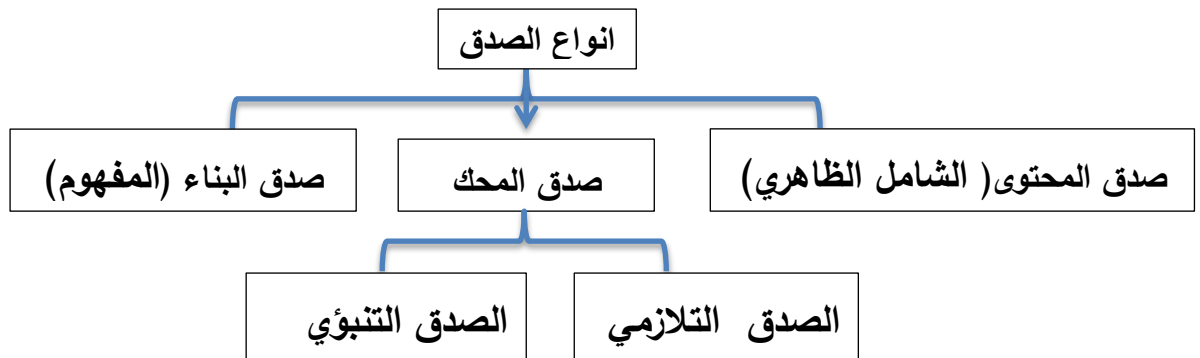 انواع الصدق
صدق المحتوى( الشامل الظاهري)
صدق المحك
صدق البناء (المفهوم)
الصدق التلازمي
الصدق التنبؤي